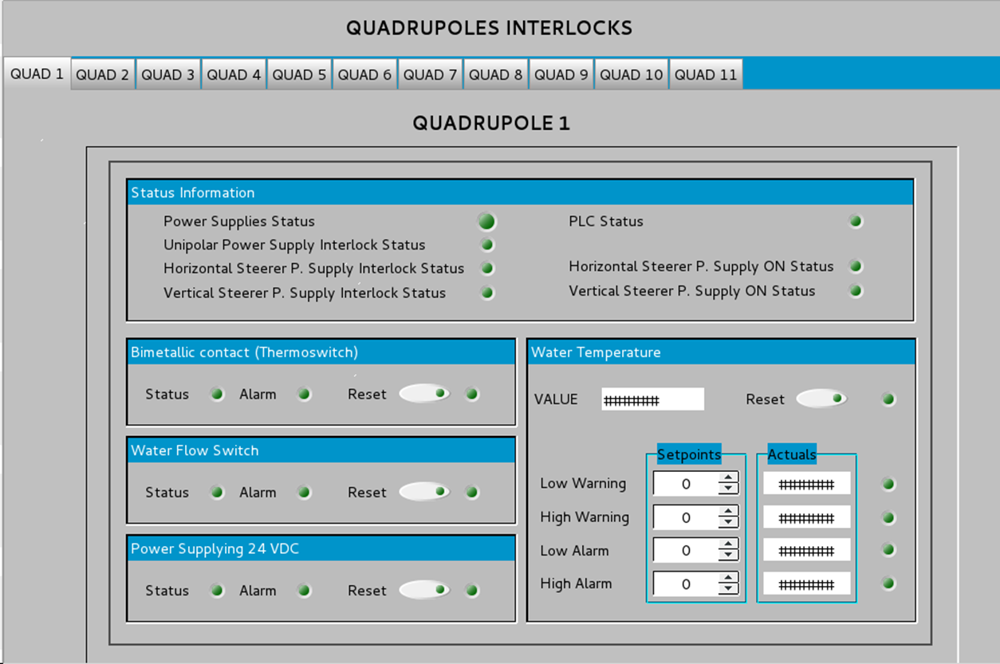 QUADRUPOLES INTERLOCKS
QUAD 1 QUAD 2 QUAD 3 QUAD 4 QUAD 5 QUAD 6 QUAD 7 QUAD 8 QUAD 9 QUAD 10 QUAD 11
QUADRUPOLE 1
Status Information
Power Supplies Status
Unipolar Power Supply Interlock Status
Horizontal Steerer P. Supply Interlock Status
Vertical Steerer P. Supply Interlock Status
PLC Status
Horizontal Steerer P. Supply ON Status
Vertical Steerer P. Supply ON Status
Bimetallic contact (Thermoswitch)
Status Alarm Reset
Water Flow Switch
Status Alarm Reset
Power Supplying 24 VDC
Status Alarm Reset
Water Temperature
VALUE ######## Reset
Setpoints Actuals
Low Warning 0 ########
High Warning 0 ########
Low Alarm 0 ########
High Alarm 0 ########